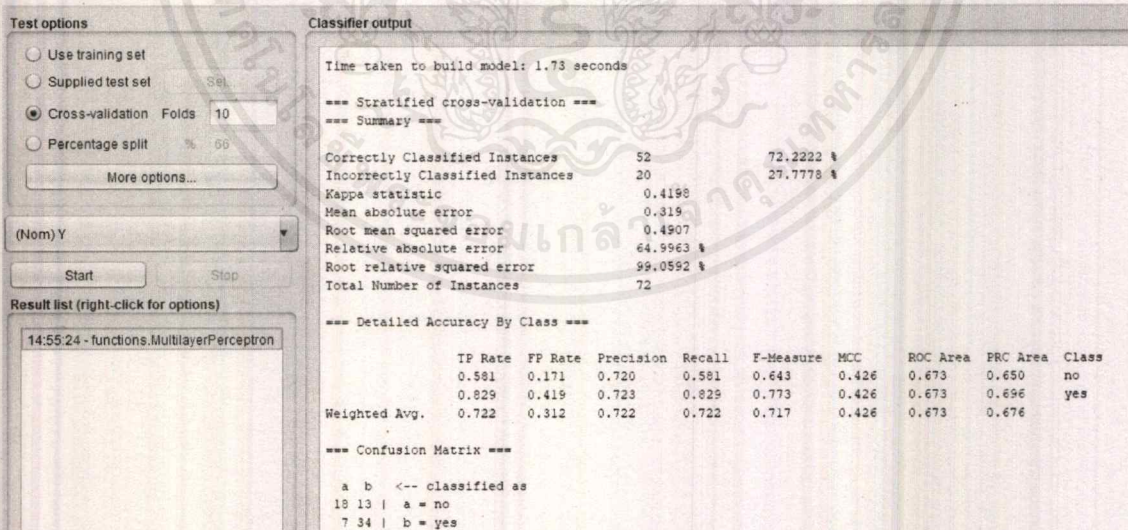 Test options
Use training set
Supplied test set Set...
Cross-validation Folds 10
Percentage split % 66
More options...
(Nom) Y
Start Stop
Result list (right-click for options)
14:55:24 - functions.MultilayerPerceptron
Classifier output
Time taken to build model: 1.73 seconds
=== Stratified cross-validation ===
=== Summary ===
Correctly Classified Instances 52 72.2222 %
Incorrectly Classified Instances 20 27.7778 %
Kappa statistic 0.4198
Mean absolute error 0.319
Root mean squared error 0.4907
Relative absolute error 64.9963 %
Root relative squared error 99.0592 %
Total Number of Instances 72
=== Detailed Accuracy By Class ===
TP Rate FP Rate Precision Recall F-Measure MCC ROC Area PRC Area Class
0.581 0.171 0.720 0.581 0.643 0.426 0.673 0.650 no
0.829 0.419 0.723 0.829 0.773 0.426 0.673 0.696 yes
Weighted Avg. 0.722 0.312 0.722 0.722 0.717 0.426 0.673 0.676
=== Confusion Matrix ===
a b <-- classified as
18 13 | a = no
7 34 | b = yes